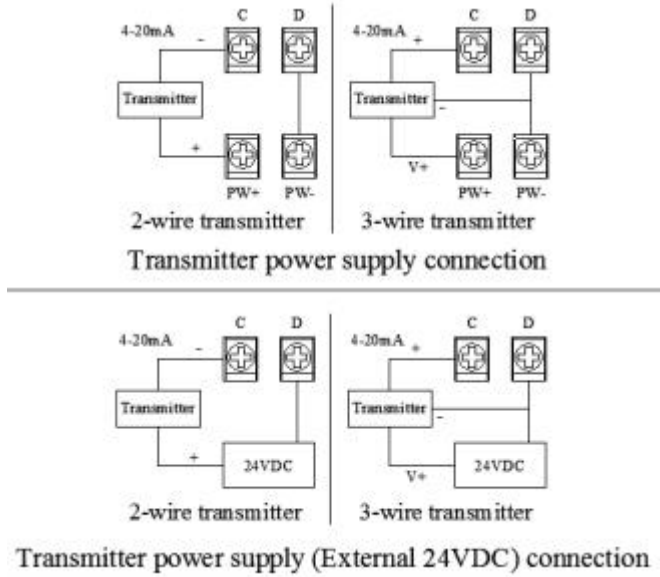 C D C D
4-20mA - 4-20mA +
Transmitter Transmitter -
+ V+
PW+ PW- PW+ PW-
2-wire transmitter 3-wire transmitter
Transmitter power supply connection
C D C D
4-20mA - 4-20mA +
Transmitter Transmitter -
+ 24VDC V+ 24VDC
2-wire transmitter 3-wire transmitter
Transmitter power supply (External 24VDC) connection